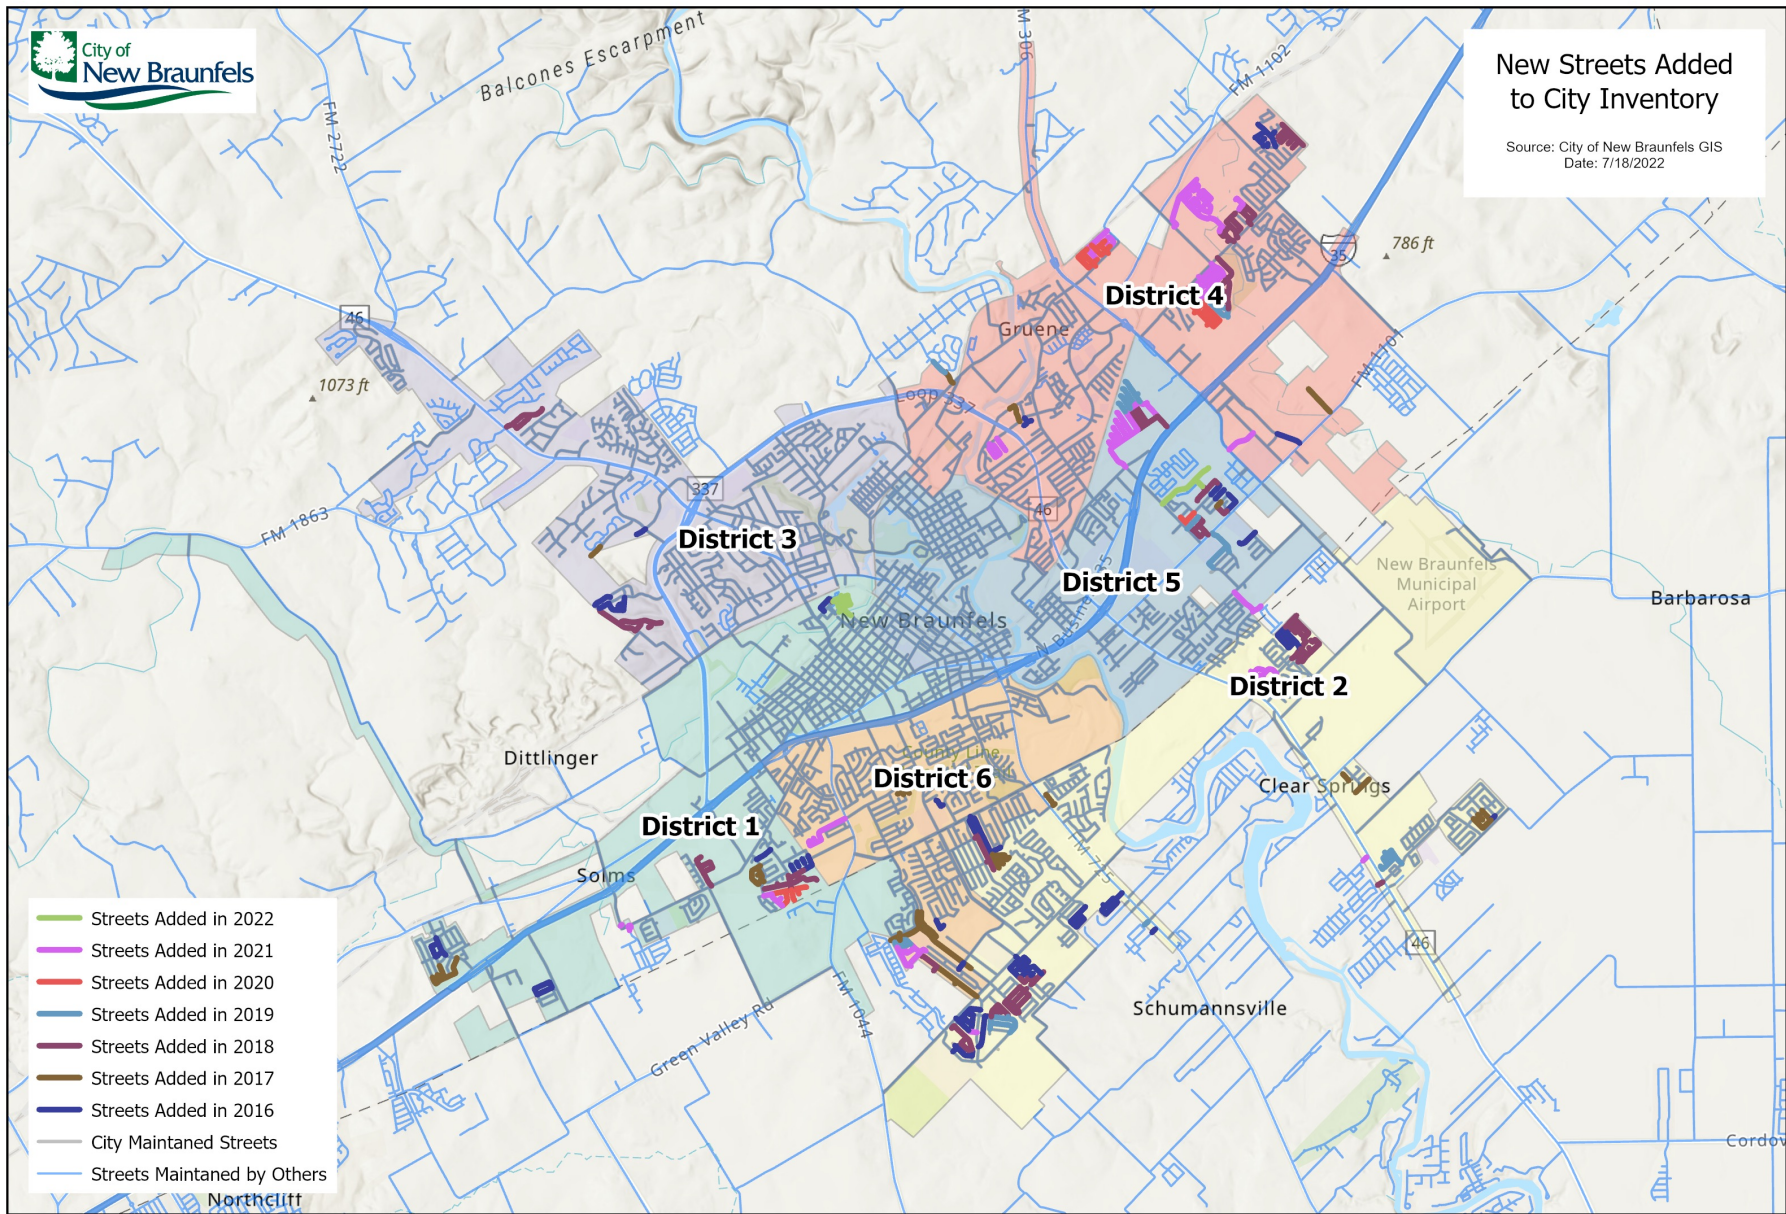 City of
New Braunfels
New Streets Added
to City Inventory
Source: City of New Braunfels GIS
Date: 7/18/2022
Balcones Escarpment
FM 2722
M 306
FM 1102
35
786 ft
46
1073 ft
District 4
Gruene
FM 1101
Loop 337
337
46
FM 1863
District 3
District 5
New Braunfels
Municipal
Airport
Barbarosa
New Braunfels
District 2
Dittlinger
County Line
District 6
Clear Springs
District 1
FM 725
Solms
46
Schumannsville
FM 1044
Green Valley Rd
Streets Added in 2022
Streets Added in 2021
Streets Added in 2020
Streets Added in 2019
Streets Added in 2018
Streets Added in 2017
Streets Added in 2016
City Maintaned Streets
Streets Maintaned by Others
Northcliff
Cordov